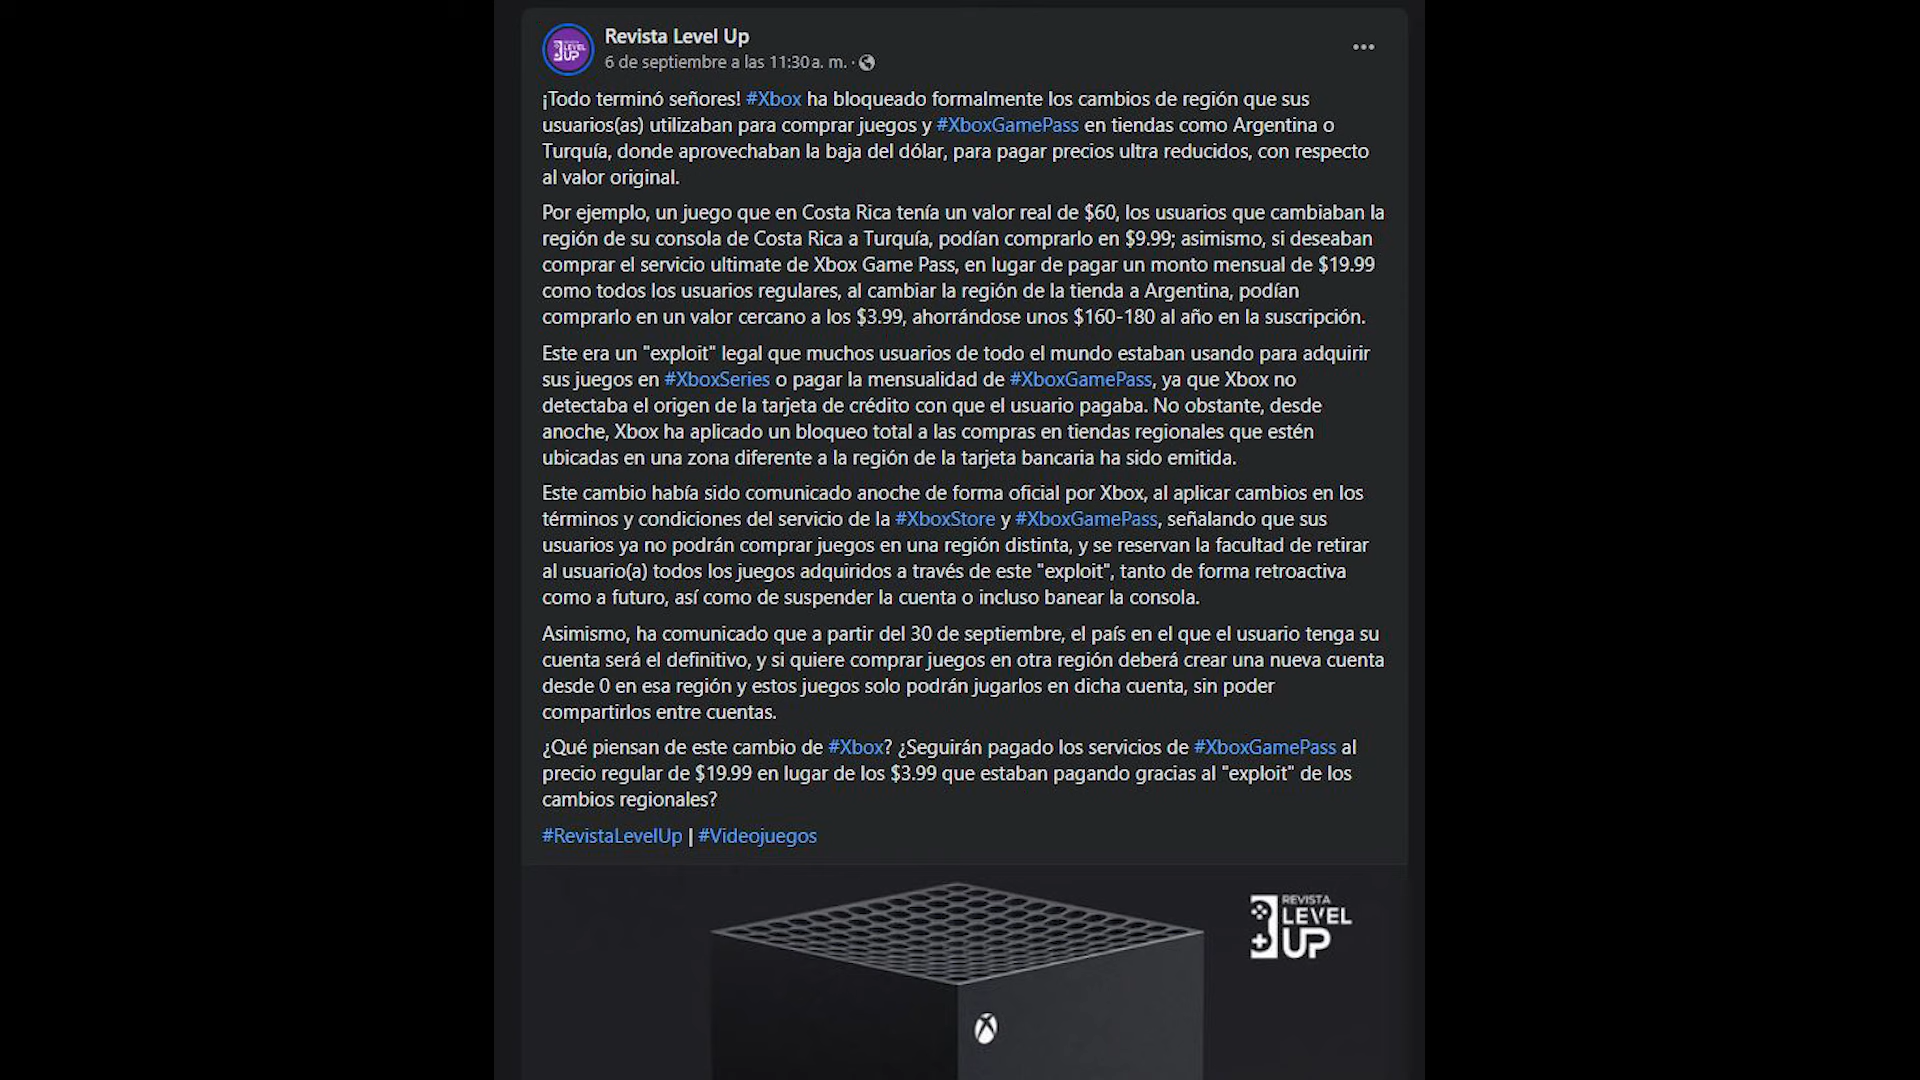 Revista Level Up
6 de septiembre a las 11:30 a. m. ·
¡Todo terminó señores! #Xbox ha bloqueado formalmente los cambios de región que sus
usuarios(as) utilizaban para comprar juegos y #XboxGamePass en tiendas como Argentina o
Turquía, donde aprovechaban la baja del dólar, para pagar precios ultra reducidos, con respecto
al valor original.
Por ejemplo, un juego que en Costa Rica tenía un valor real de $60, los usuarios que cambiaban la
región de su consola de Costa Rica a Turquía, podían comprarlo en $9.99; asimismo, si deseaban
comprar el servicio ultimate de Xbox Game Pass, en lugar de pagar un monto mensual de $19.99
como todos los usuarios regulares, al cambiar la región de la tienda a Argentina, podían
comprarlo en un valor cercano a los $3.99, ahorrándose unos $160-180 al año en la suscripción.
Este era un "exploit" legal que muchos usuarios de todo el mundo estaban usando para adquirir
sus juegos en #XboxSeries o pagar la mensualidad de #XboxGamePass, ya que Xbox no
detectaba el origen de la tarjeta de crédito con que el usuario pagaba. No obstante, desde
anoche, Xbox ha aplicado un bloqueo total a las compras en tiendas regionales que estén
ubicadas en una zona diferente a la región de la tarjeta bancaria ha sido emitida.
Este cambio había sido comunicado anoche de forma oficial por Xbox, al aplicar cambios en los
términos y condiciones del servicio de la #XboxStore y #XboxGamePass, señalando que sus
usuarios ya no podrán comprar juegos en una región distinta, y se reservan la facultad de retirar
al usuario(a) todos los juegos adquiridos a través de este "exploit", tanto de forma retroactiva
como a futuro, así como de suspender la cuenta o incluso banear la consola.
Asimismo, ha comunicado que a partir del 30 de septiembre, el país en el que el usuario tenga su
cuenta será el definitivo, y si quiere comprar juegos en otra región deberá crear una nueva cuenta
desde 0 en esa región y estos juegos solo podrán jugarlos en dicha cuenta, sin poder
compartirlos entre cuentas.
¿Qué piensan de este cambio de #Xbox? ¿Seguirán pagado los servicios de #XboxGamePass al
precio regular de $19.99 en lugar de los $3.99 que estaban pagando gracias al "exploit" de los
cambios regionales?
#RevistaLevelUp | #Videojuegos
REVISTA
LEVEL
UP